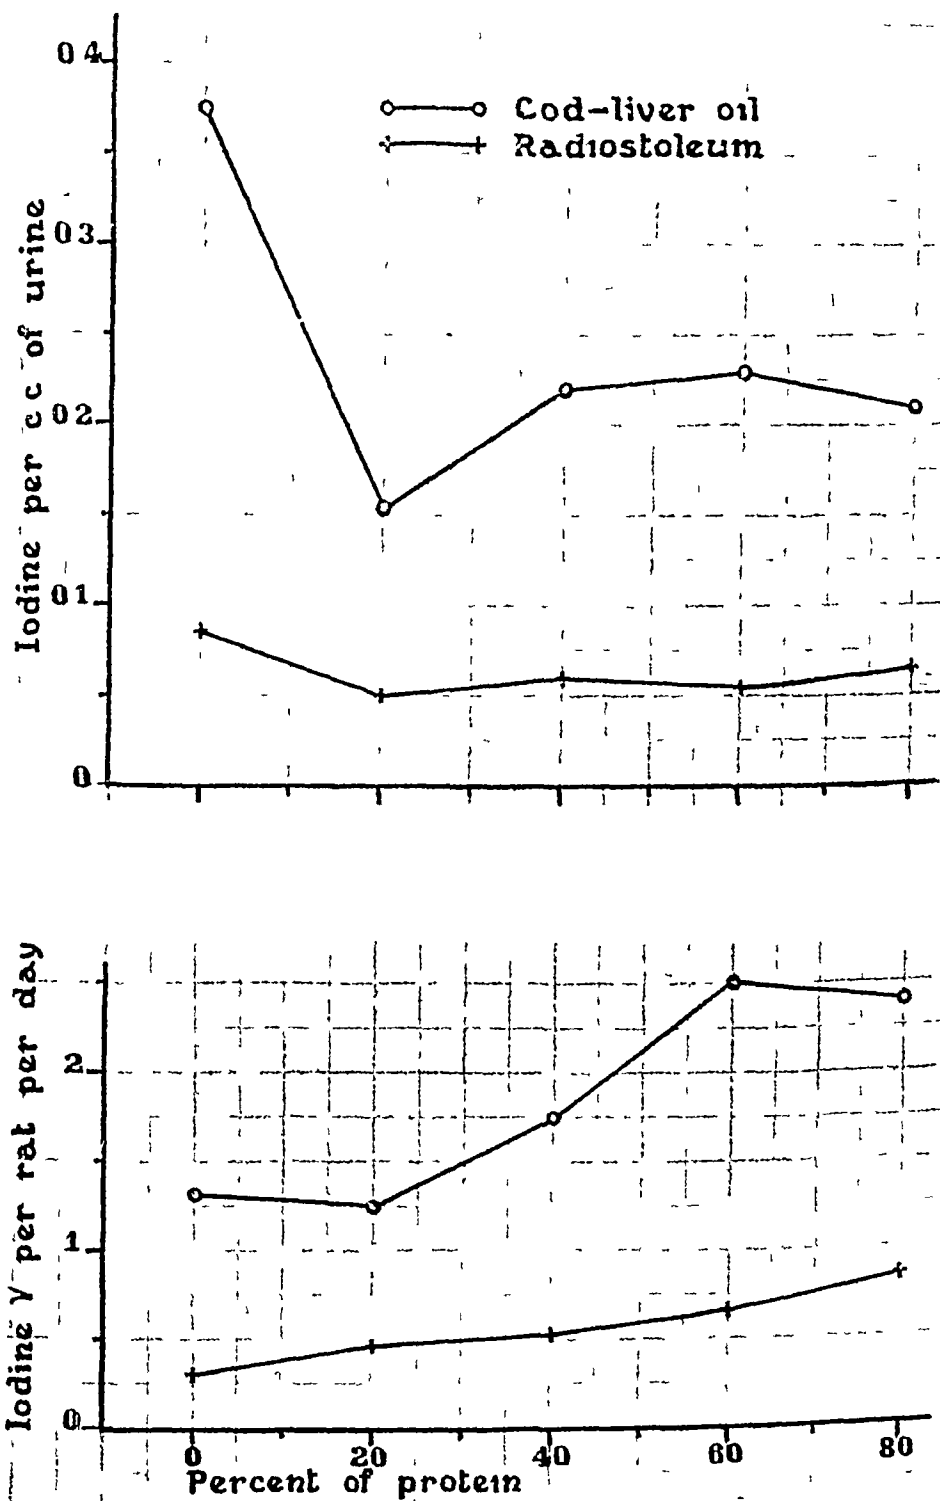 0 4
Cod-liver oil
Radiostoleum
Iodine per c c of urine
0 3
0 2
0 1
0
Iodine γ per rat per day
2
1
0
0 20 40 60 80
Percent of protein